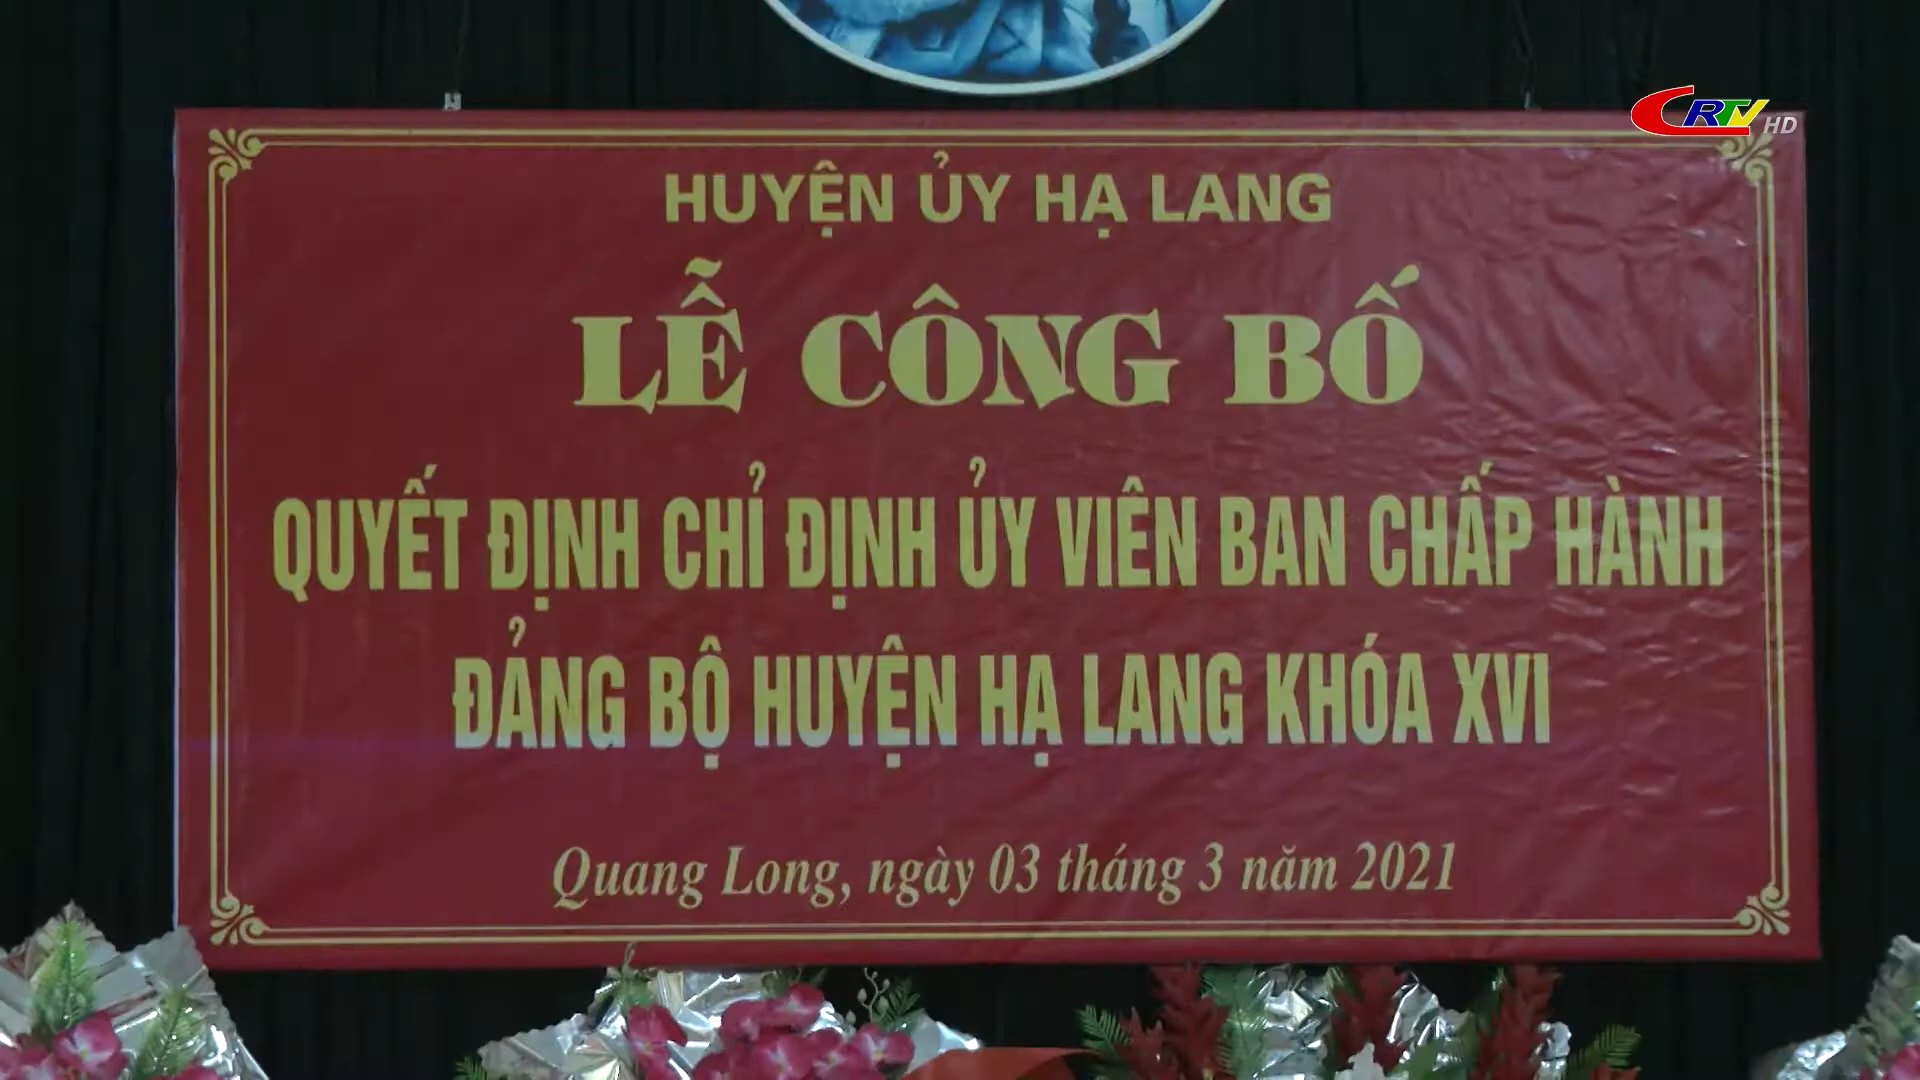 CRTV HD
HUYỆN ỦY HẠ LANG
LỄ CÔNG BỐ
QUYẾT ĐỊNH CHỈ ĐỊNH ỦY VIÊN BAN CHẤP HÀNH
ĐẢNG BỘ HUYỆN HẠ LANG KHÓA XVI
Quang Long, ngày 03 tháng 3 năm 2021